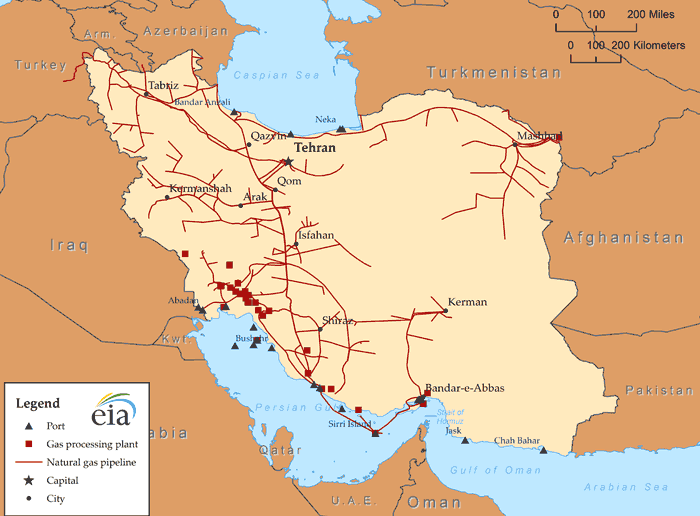 0 100 200 Miles
0 100 200 Kilometers
Azerbaijan
Arm.
Turkey
Caspian Sea
Turkmenistan
Tabriz
Bandar Anzali
Neka
Qazvin
Mashhad
Tehran
Qom
Kermanshah
Arak
Isfahan
Afghanistan
Iraq
Abadan
Kerman
Shiraz
Kwt.
Bushehr
Bandar-e-Abbas
Pakistan
Persian Gulf
Sirri Island
Strait of
Hormuz
Jask
Chah Bahar
Qatar
Gulf of Oman
Arabian Sea
U.A.E.
Oman
abia
Legend
eia
Port
Gas processing plant
Natural gas pipeline
Capital
City